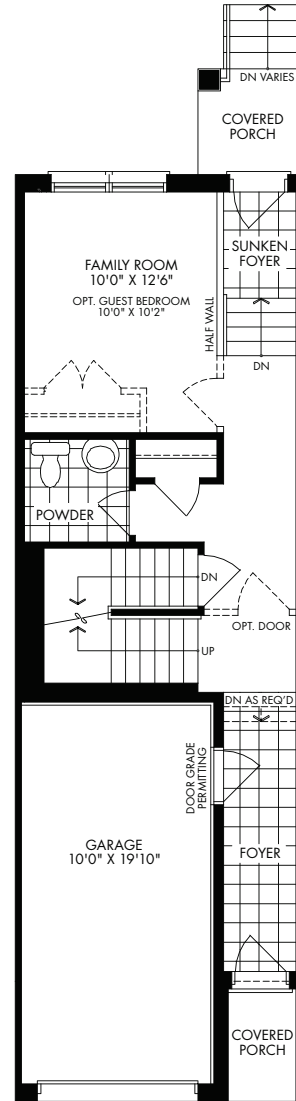 DN VARIES
COVERED
PORCH
SUNKEN
FOYER
FAMILY ROOM
10'0" X 12'6"
OPT. GUEST BEDROOM
10'0" X 10'2"
HALF WALL
DN
POWDER
DN
OPT. DOOR
UP
DN AS REQ'D
DOOR GRADE
PERMITTING
GARAGE
10'0" X 19'10"
FOYER
COVERED
PORCH